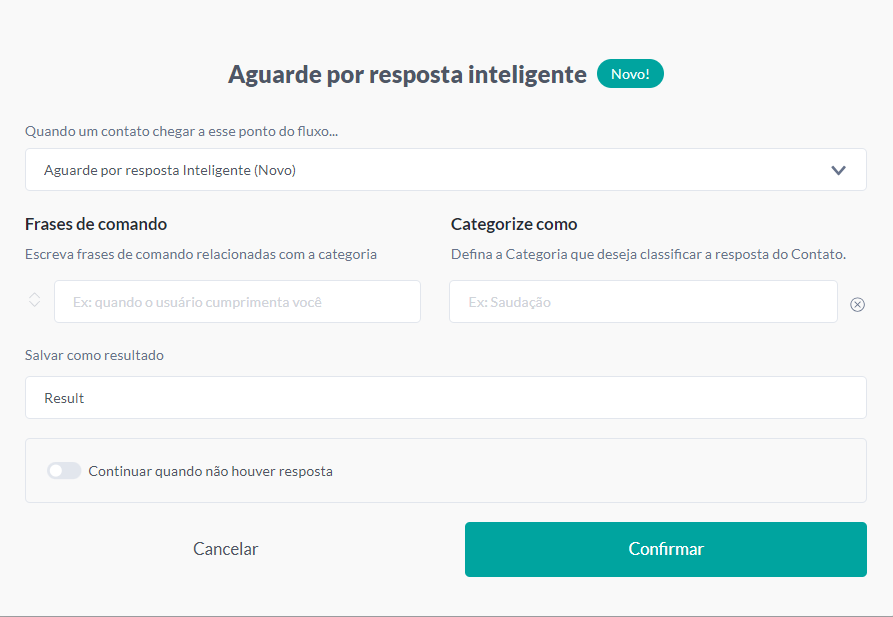 Aguarde por resposta inteligente Novo!
Quando um contato chegar a esse ponto do fluxo...
Aguarde por resposta Inteligente (Novo)
Frases de comando
Escreva frases de comando relacionadas com a categoria
Ex: quando o usuário cumprimenta você
Categorize como
Defina a Categoria que deseja classificar a resposta do Contato.
Ex: Saudação
Salvar como resultado
Result
Continuar quando não houver resposta
Cancelar
Confirmar